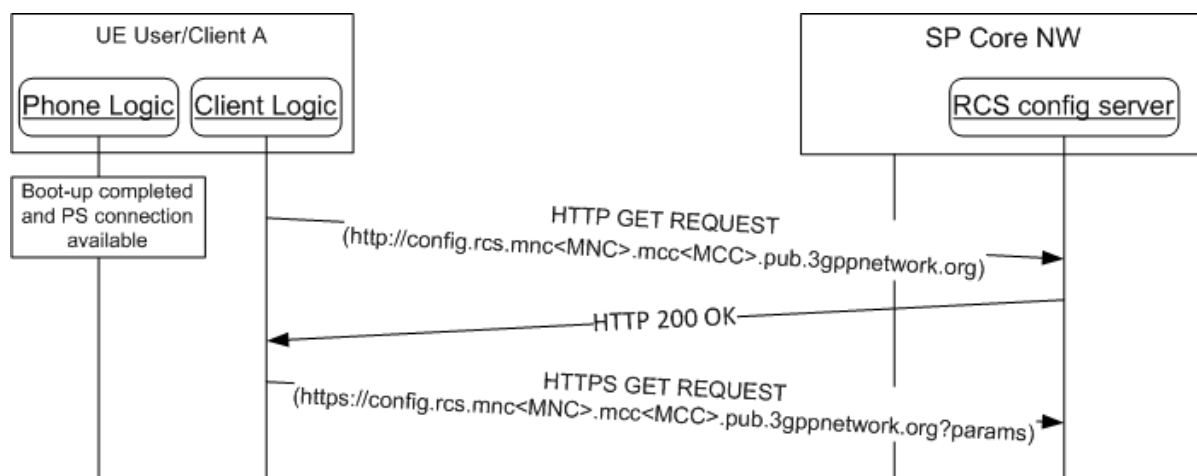 UE User/Client A
SP Core NW
Phone Logic
Client Logic
RCS config server
Boot-up completed
and PS connection
available
HTTP GET REQUEST
(http://config.rcs.mnc<MNC>.mcc<MCC>.pub.3gppnetwork.org)
HTTP 200 OK
HTTPS GET REQUEST
(https://config.rcs.mnc<MNC>.mcc<MCC>.pub.3gppnetwork.org?params)